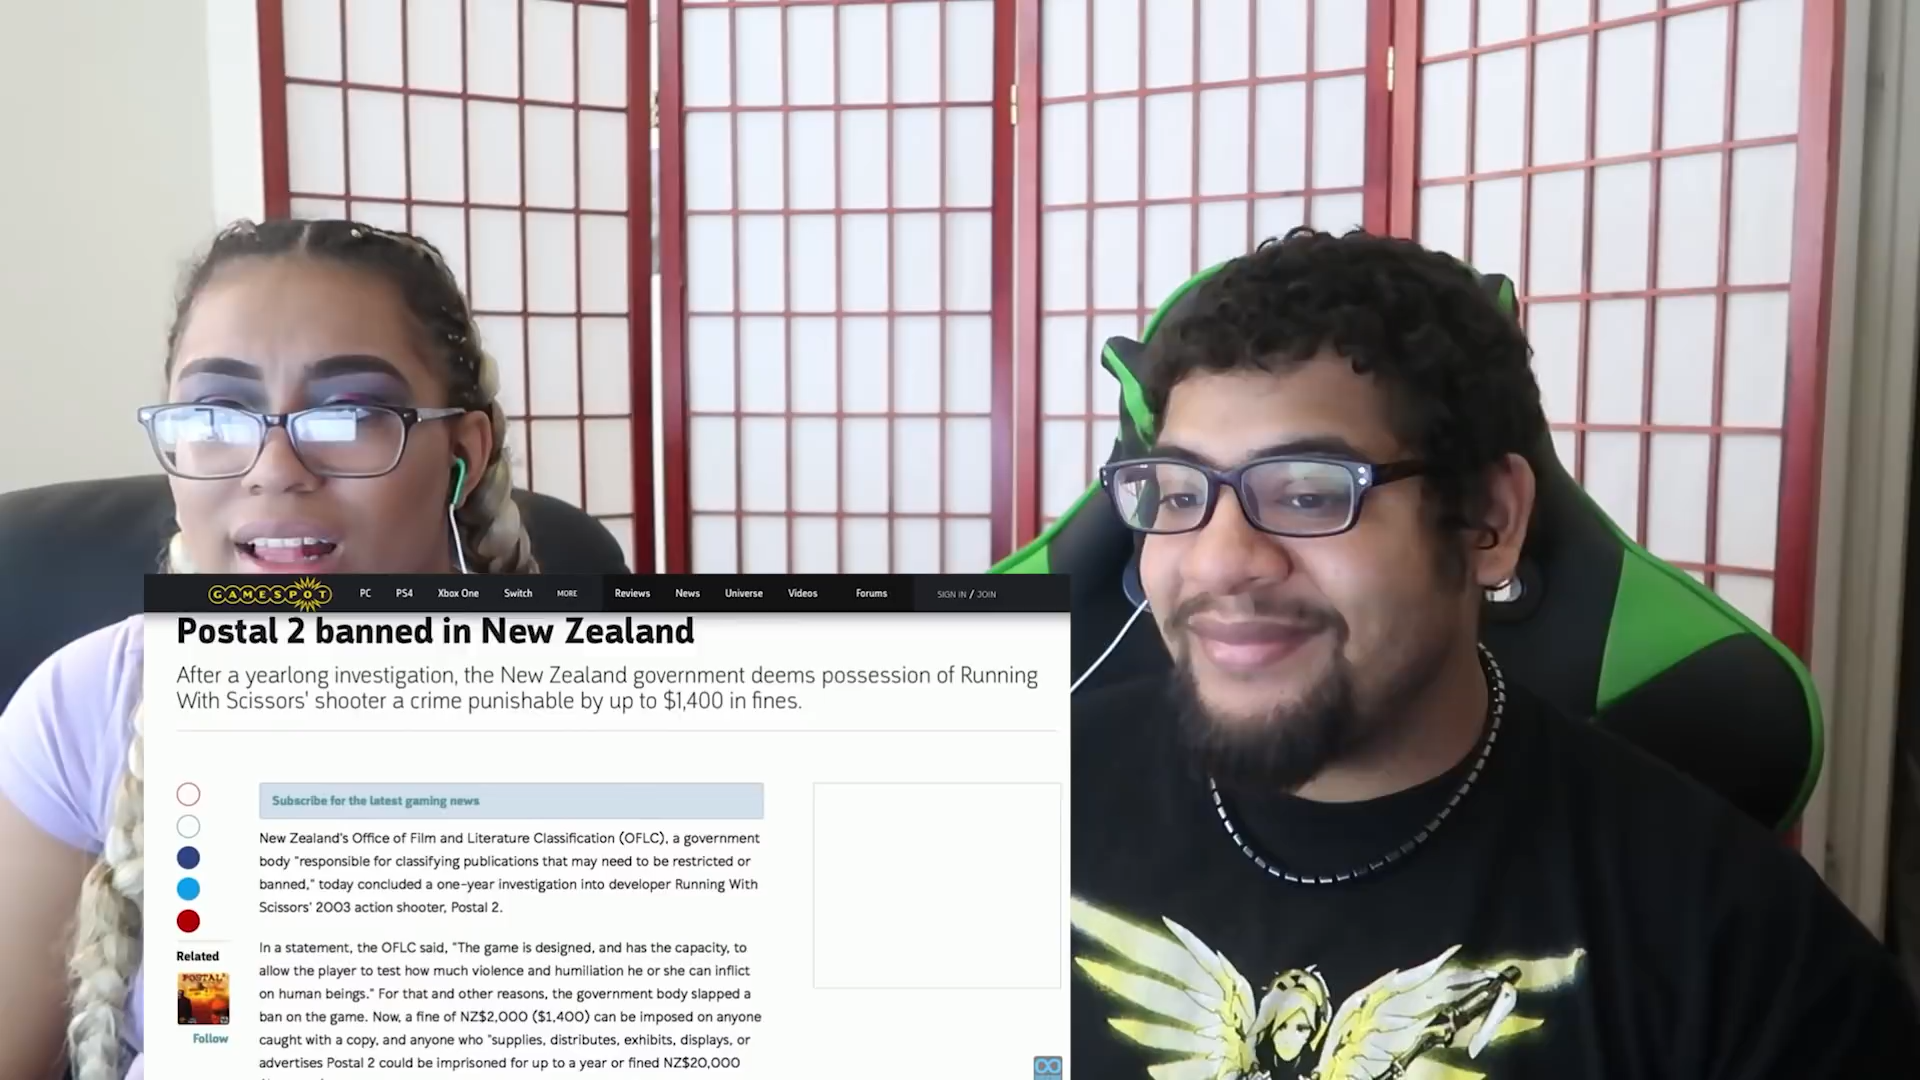 GAMESPOT PC PS4 Xbox One Switch MORE Reviews News Universe Videos Forums SIGN IN / JOIN
Postal 2 banned in New Zealand
After a yearlong investigation, the New Zealand government deems possession of Running
With Scissors' shooter a crime punishable by up to $1,400 in fines.
Subscribe for the latest gaming news
New Zealand's Office of Film and Literature Classification (OFLC), a government
body "responsible for classifying publications that may need to be restricted or
banned," today concluded a one-year investigation into developer Running With
Scissors' 2003 action shooter, Postal 2.
In a statement, the OFLC said, "The game is designed, and has the capacity, to
allow the player to test how much violence and humiliation he or she can inflict
on human beings." For that and other reasons, the government body slapped a
ban on the game. Now, a fine of NZ$2,000 ($1,400) can be imposed on anyone
caught with a copy, and anyone who "supplies, distributes, exhibits, displays, or
advertises Postal 2 could be imprisoned for up to a year or fined NZ$20,000
Related
POSTAL 2
Follow